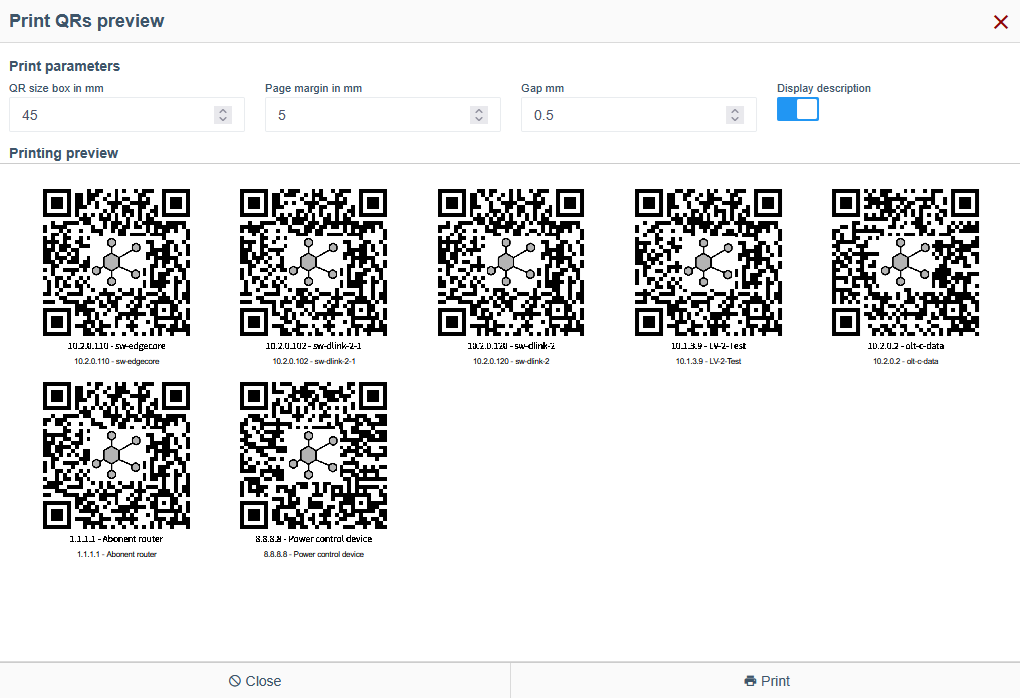 Print QRs preview
Print parameters
QR size box in mm
Page margin in mm
Gap mm
Display description
45
5
0.5
Printing preview
10.2.0.110 - sw-edgecore
10.2.0.102 - sw-dlink-2-1
10.2.0.120 - sw-dlink-2
10.1.3.9 - LV-2-Test
10.2.0.2 - olt-c-data
10.2.0.110 - sw-edgecore
10.2.0.102 - sw-dlink-2-1
10.2.0.120 - sw-dlink-2
10.1.3.9 - LV-2-Test
10.2.0.2 - olt-c-data
1.1.1.1 - Abonent router
8.8.8.8 - Power control device
1.1.1.1 - Abonent router
8.8.8.8 - Power control device
Close
Print